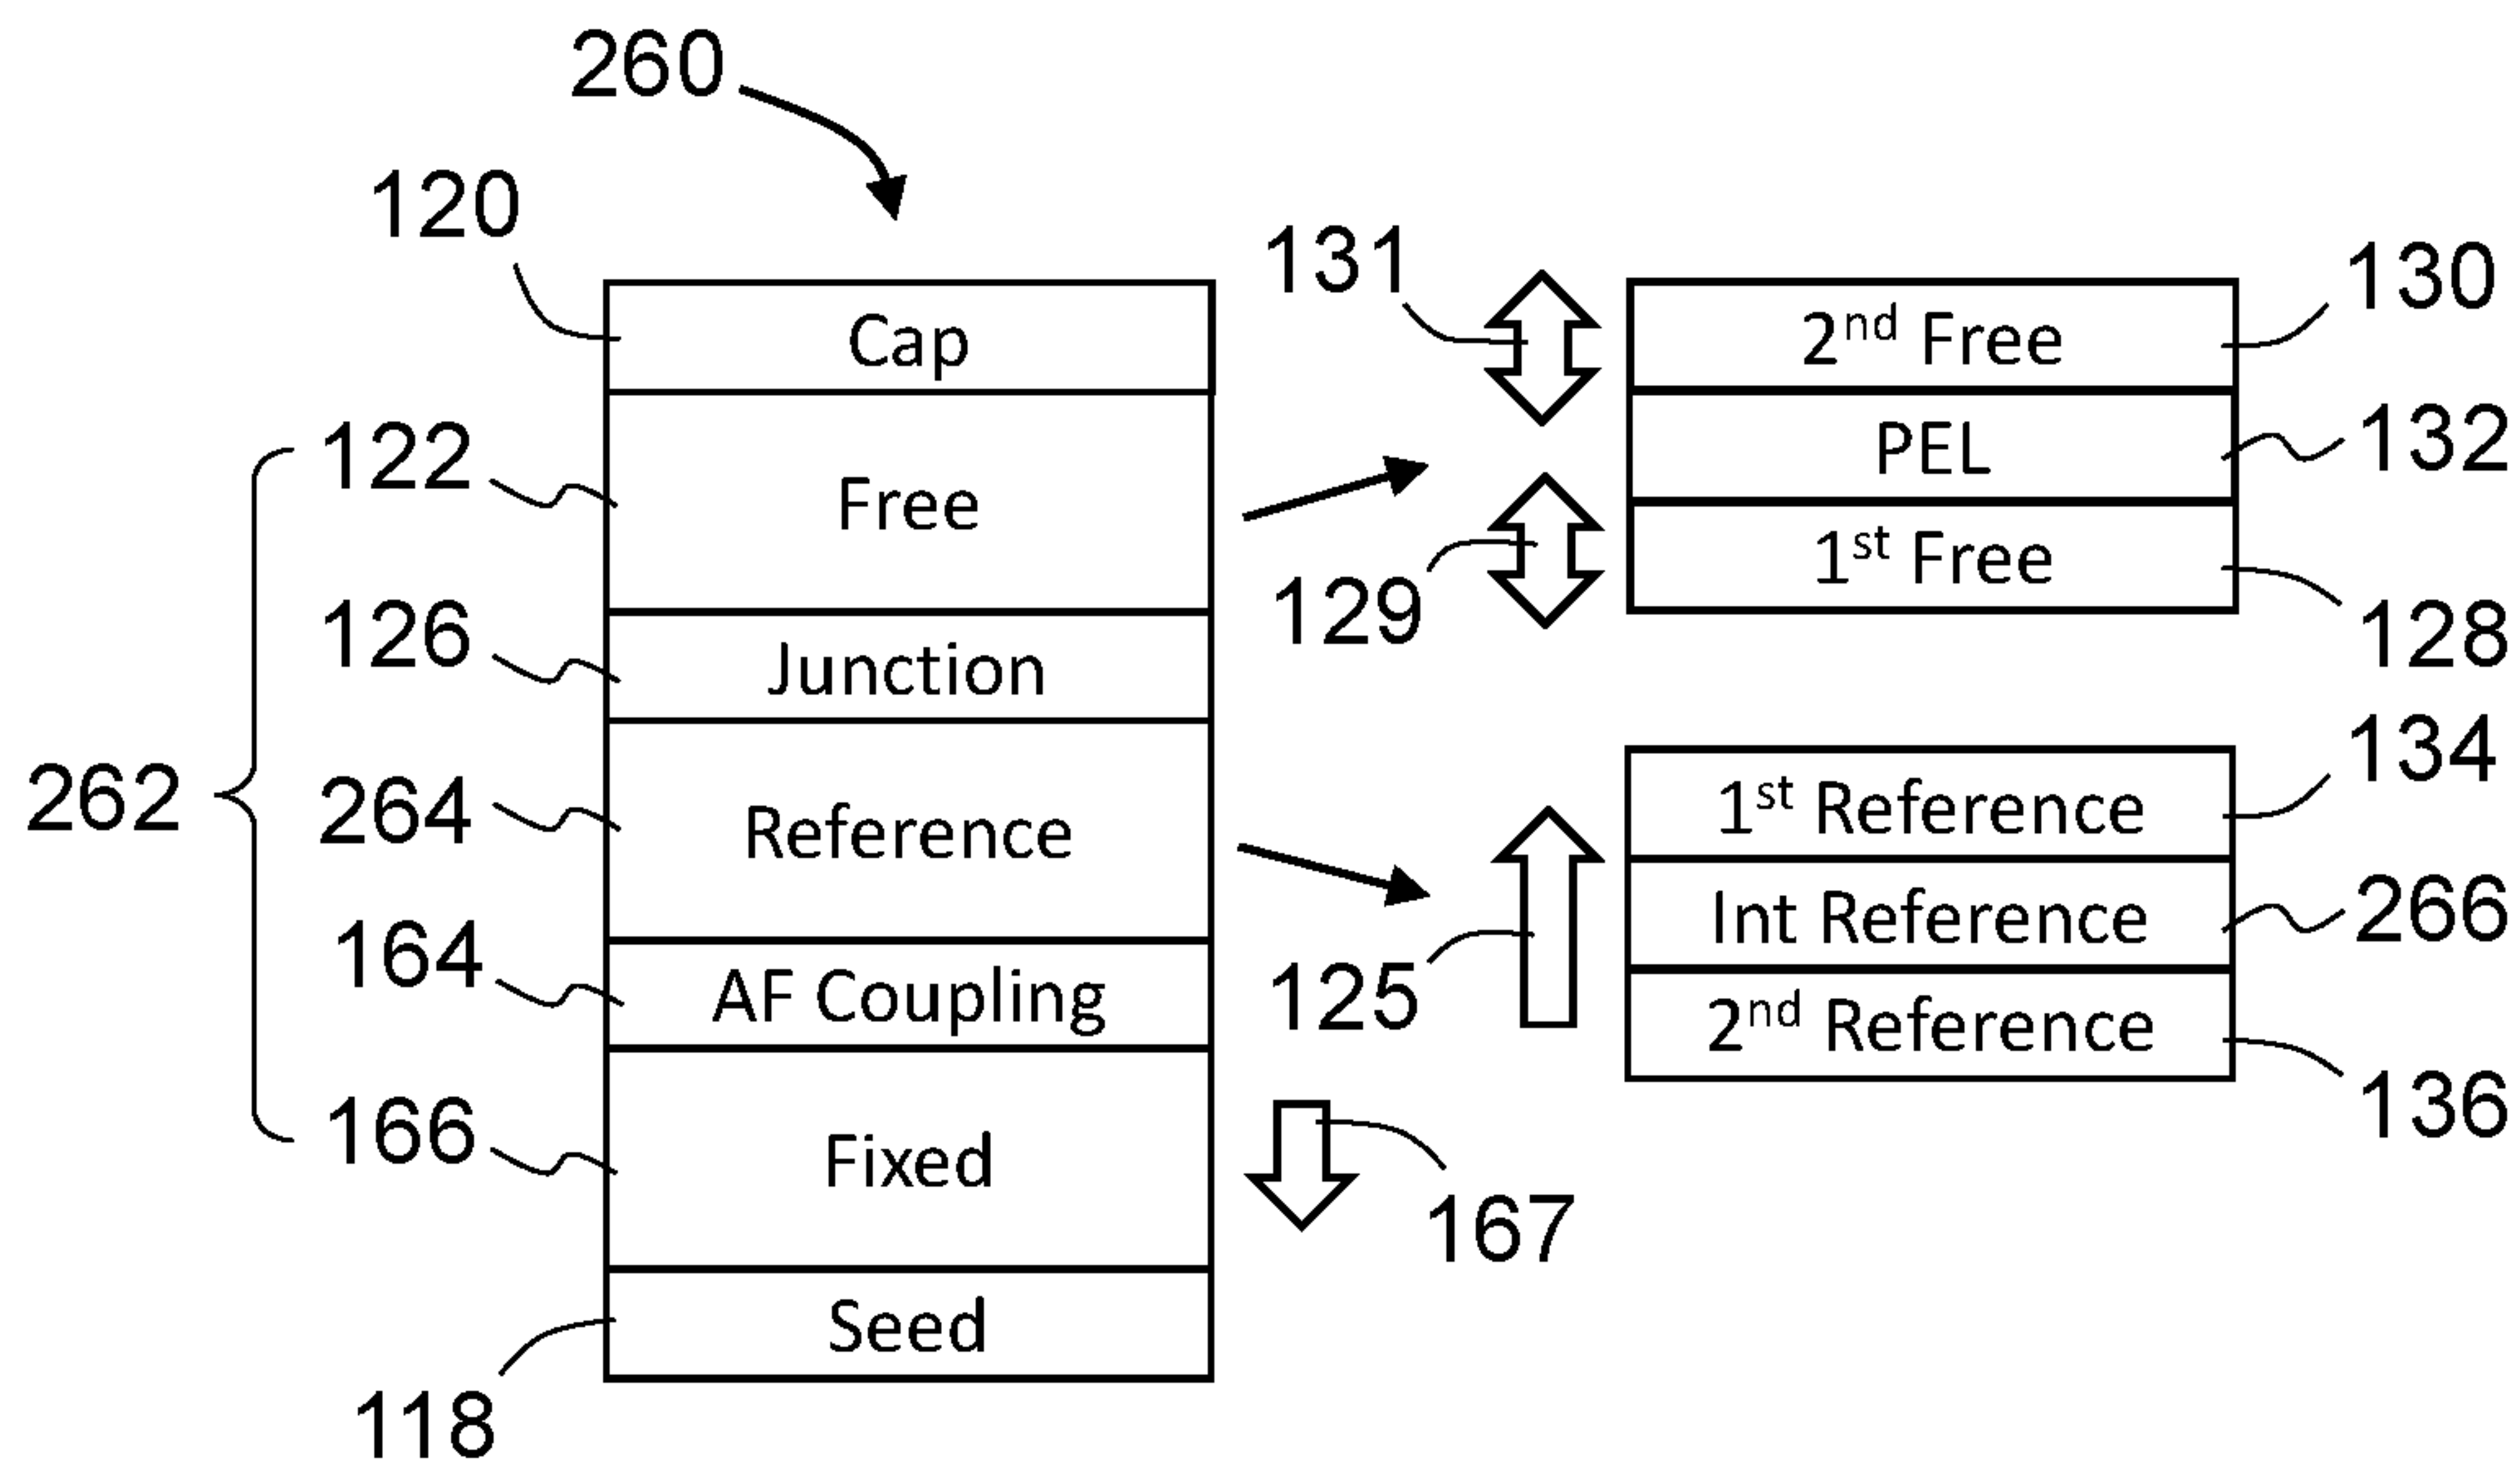 260
120
131
130
Cap
2nd Free
122
132
PEL
Free
1st Free
129
126
128
Junction
134
262
264
1st Reference
Reference
266
Int Reference
164
125
AF Coupling
2nd Reference
136
166
Fixed
167
Seed
118